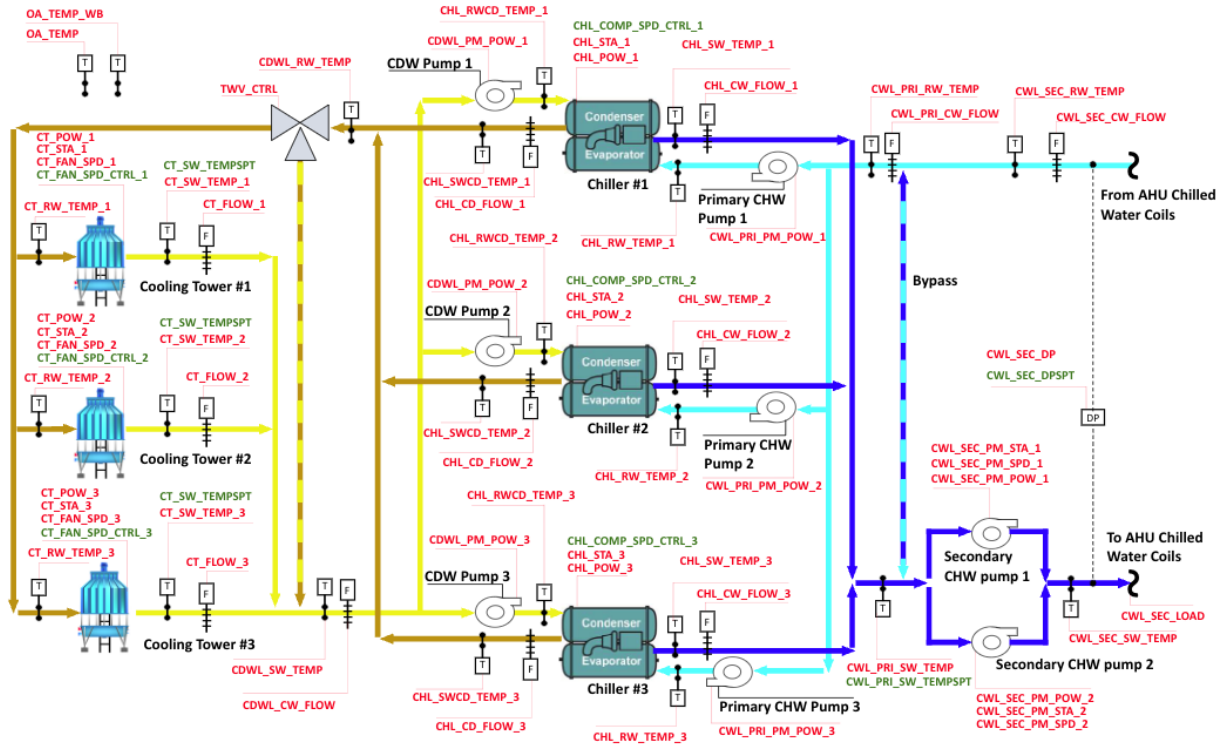 OA_TEMP_WB
OA_TEMP
T
T
CDWL_RW_TEMP
TWV_CTRL
T
CHL_RWCD_TEMP_1
CDWL_PM_POW_1
CDW Pump 1
T
CHL_COMP_SPD_CTRL_1
CHL_STA_1
CHL_POW_1
CHL_SW_TEMP_1
CHL_CW_FLOW_1
Condenser
Evaporator
T
F
Chiller #1
T
F
CHL_SWCD_TEMP_1
CHL_CD_FLOW_1
T
CHL_RW_TEMP_1
Primary CHW
Pump 1
CWL_PRI_PM_POW_1
CWL_PRI_RW_TEMP
CWL_PRI_CW_FLOW
T
F
CWL_SEC_RW_TEMP
CWL_SEC_CW_FLOW
T
F
From AHU Chilled
Water Coils
CT_POW_1
CT_STA_1
CT_FAN_SPD_1
CT_FAN_SPD_CTRL_1
CT_RW_TEMP_1
T
CT_SW_TEMPSPT
CT_SW_TEMP_1
CT_FLOW_1
T
F
Cooling Tower #1
CT_POW_2
CT_STA_2
CT_FAN_SPD_2
CT_FAN_SPD_CTRL_2
CT_RW_TEMP_2
T
CT_SW_TEMPSPT
CT_SW_TEMP_2
CT_FLOW_2
T
F
Cooling Tower #2
CT_POW_3
CT_STA_3
CT_FAN_SPD_3
CT_FAN_SPD_CTRL_3
CT_RW_TEMP_3
T
CT_SW_TEMPSPT
CT_SW_TEMP_3
CT_FLOW_3
T
F
Cooling Tower #3
T
F
CDWL_SW_TEMP
CDWL_CW_FLOW
CHL_RWCD_TEMP_2
CDWL_PM_POW_2
CDW Pump 2
T
CHL_COMP_SPD_CTRL_2
CHL_STA_2
CHL_POW_2
CHL_SW_TEMP_2
CHL_CW_FLOW_2
Condenser
Evaporator
T
F
Chiller #2
T
F
CHL_SWCD_TEMP_2
CHL_CD_FLOW_2
T
CHL_RW_TEMP_2
Primary CHW
Pump 2
CWL_PRI_PM_POW_2
Bypass
CWL_SEC_DP
CWL_SEC_DPSPT
DP
CHL_RWCD_TEMP_3
CDWL_PM_POW_3
CDW Pump 3
T
CHL_COMP_SPD_CTRL_3
CHL_STA_3
CHL_POW_3
CHL_SW_TEMP_3
CHL_CW_FLOW_3
Condenser
Evaporator
T
F
Chiller #3
T
F
CHL_SWCD_TEMP_3
CHL_CD_FLOW_3
T
CHL_RW_TEMP_3
Primary CHW Pump 3
CWL_PRI_PM_POW_3
CWL_SEC_PM_STA_1
CWL_SEC_PM_SPD_1
CWL_SEC_PM_POW_1
Secondary
CHW pump 1
T
CWL_PRI_SW_TEMP
CWL_PRI_SW_TEMPSPT
Secondary CHW pump 2
CWL_SEC_PM_POW_2
CWL_SEC_PM_STA_2
CWL_SEC_PM_SPD_2
To AHU Chilled
Water Coils
T
CWL_SEC_LOAD
CWL_SEC_SW_TEMP